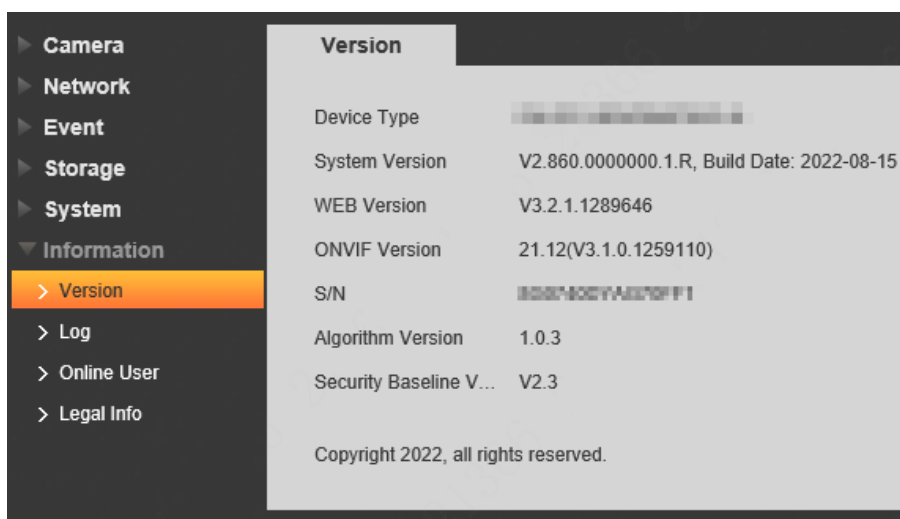 Camera
Network
Event
Storage
System
Information
Version
Log
Online User
Legal Info
Version
Device Type
System Version V2.860.0000000.1.R, Build Date: 2022-08-15
WEB Version V3.2.1.1289646
ONVIF Version 21.12(V3.1.0.1259110)
S/N
Algorithm Version 1.0.3
Security Baseline V... V2.3
Copyright 2022, all rights reserved.